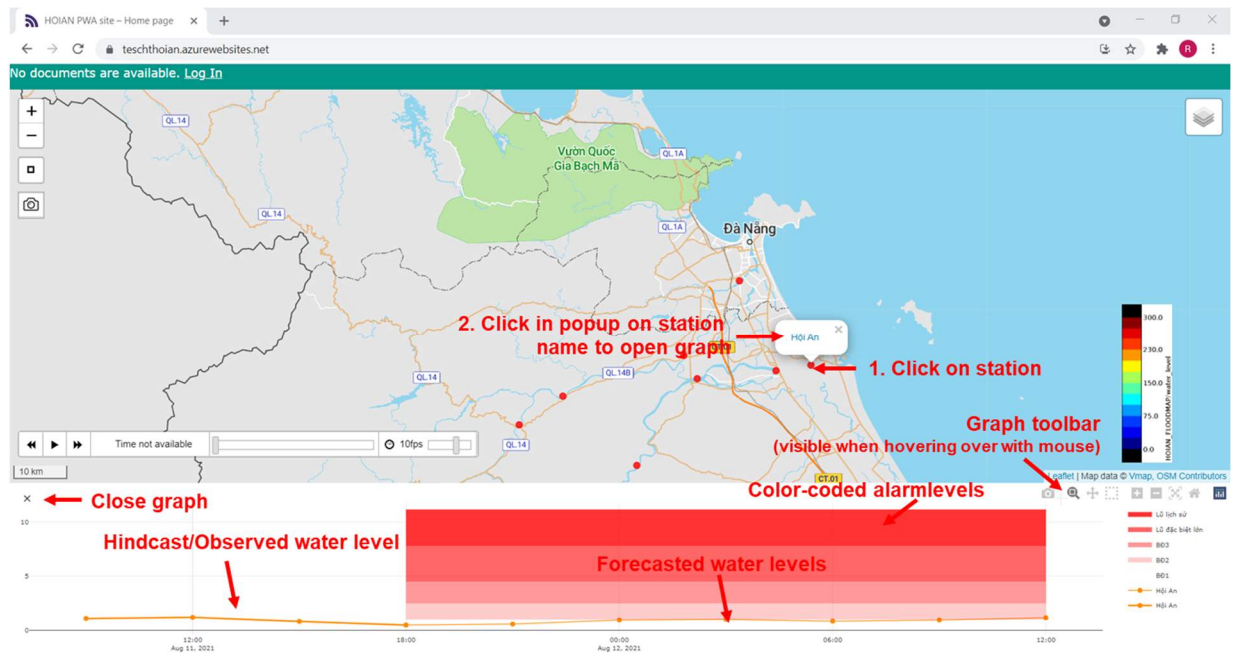 HOIAN PWA site – Home page
teschthoian.azurewebsites.net
R
No documents are available. Log In
QL.14
Vườn Quốc
Gia Bạch Mã
QL.1A
QL.14
QL.1A
Đà Nẵng
2. Click in popup on station
name to open graph
Hội An
CT.01
1. Click on station
QL.14
QL.14B
300.0
230.0
150.0
75.0
0.0
HOIAN_FLOODMAP/water_level
Graph toolbar
(visible when hovering over with mouse)
Time not available
10fps
QL.14
10 km
CT.01
Leaflet | Map data © Vmap, OSM Contributors
Close graph
Color-coded alarmlevels
Hindcast/Observed water level
Forecasted water levels
10
5
0
12:00
Aug 11, 2021
18:00
00:00
Aug 12, 2021
06:00
12:00
Lũ lịch sử
Lũ đặc biệt lớn
BĐ3
BĐ2
BĐ1
Hội An
Hội An